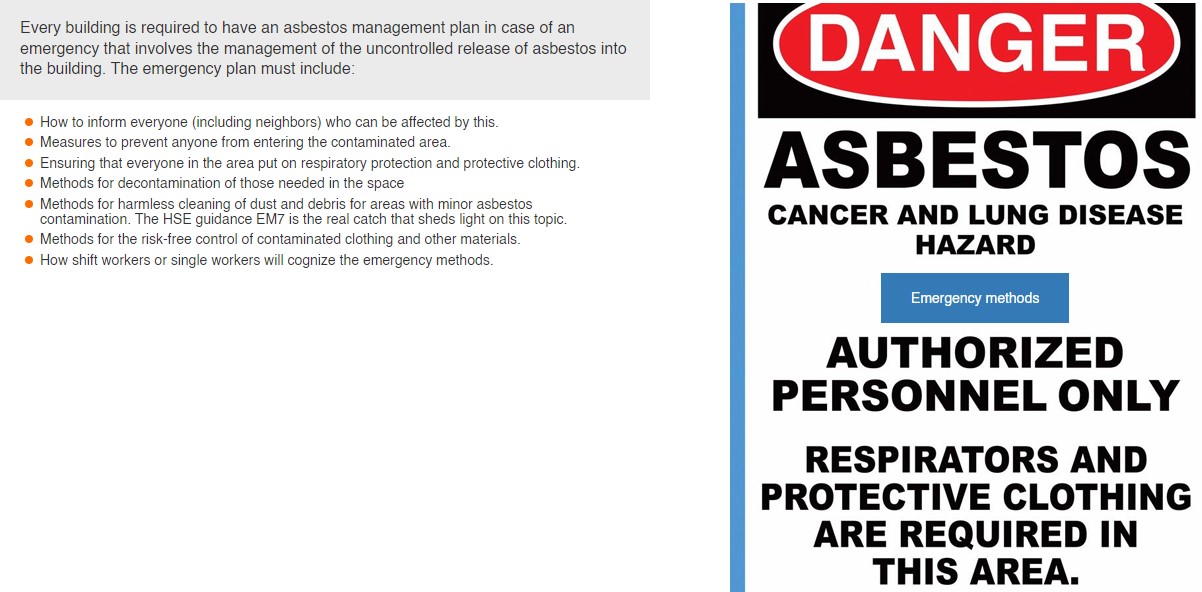 Every building is required to have an asbestos management plan in case of an
emergency that involves the management of the uncontrolled release of asbestos into
the building. The emergency plan must include:
How to inform everyone (including neighbors) who can be affected by this.
Measures to prevent anyone from entering the contaminated area.
Ensuring that everyone in the area put on respiratory protection and protective clothing.
Methods for decontamination of those needed in the space
Methods for harmless cleaning of dust and debris for areas with minor asbestos
contamination. The HSE guidance EM7 is the real catch that sheds light on this topic.
Methods for the risk-free control of contaminated clothing and other materials.
How shift workers or single workers will cognize the emergency methods.
DANGER
ASBESTOS
CANCER AND LUNG DISEASE
HAZARD
Emergency methods
AUTHORIZED
PERSONNEL ONLY
RESPIRATORS AND
PROTECTIVE CLOTHING
ARE REQUIRED IN
THIS AREA.